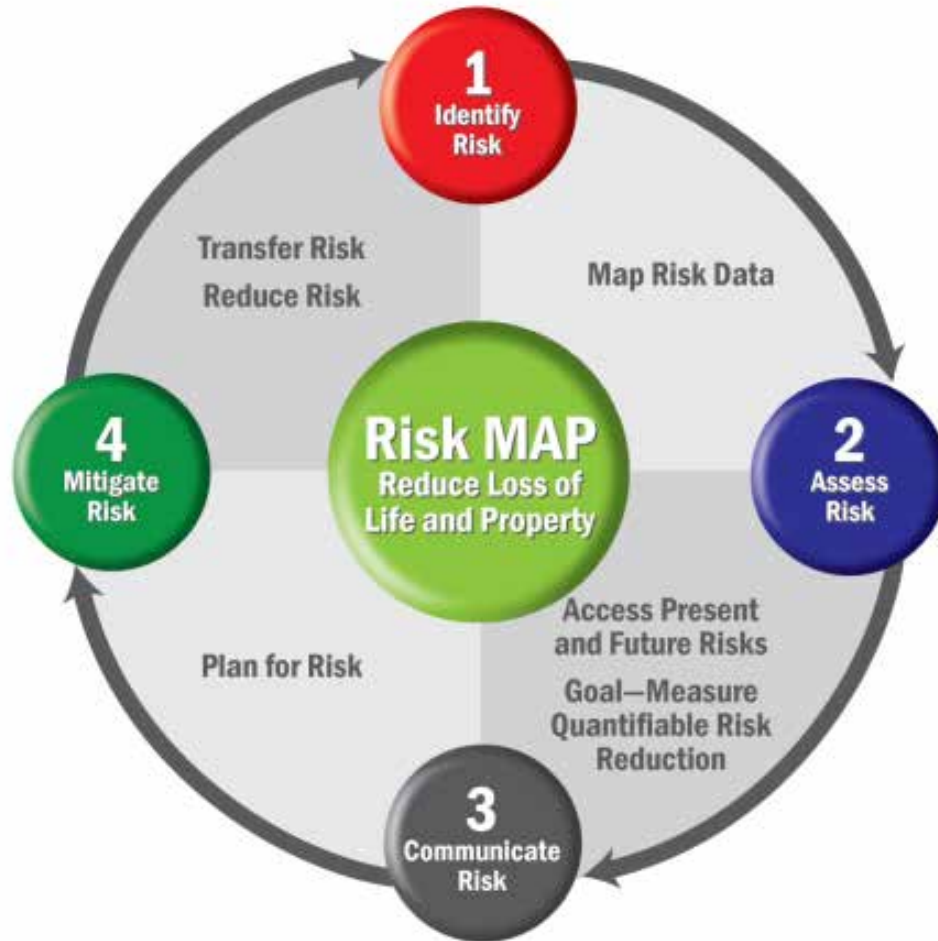 1
Identify
Risk
Transfer Risk
Reduce Risk
Map Risk Data
Risk MAP
Reduce Loss of
Life and Property
4
Mitigate
Risk
2
Assess
Risk
Access Present
and Future Risks
Goal—Measure
Quantifiable Risk
Reduction
Plan for Risk
3
Communicate
Risk